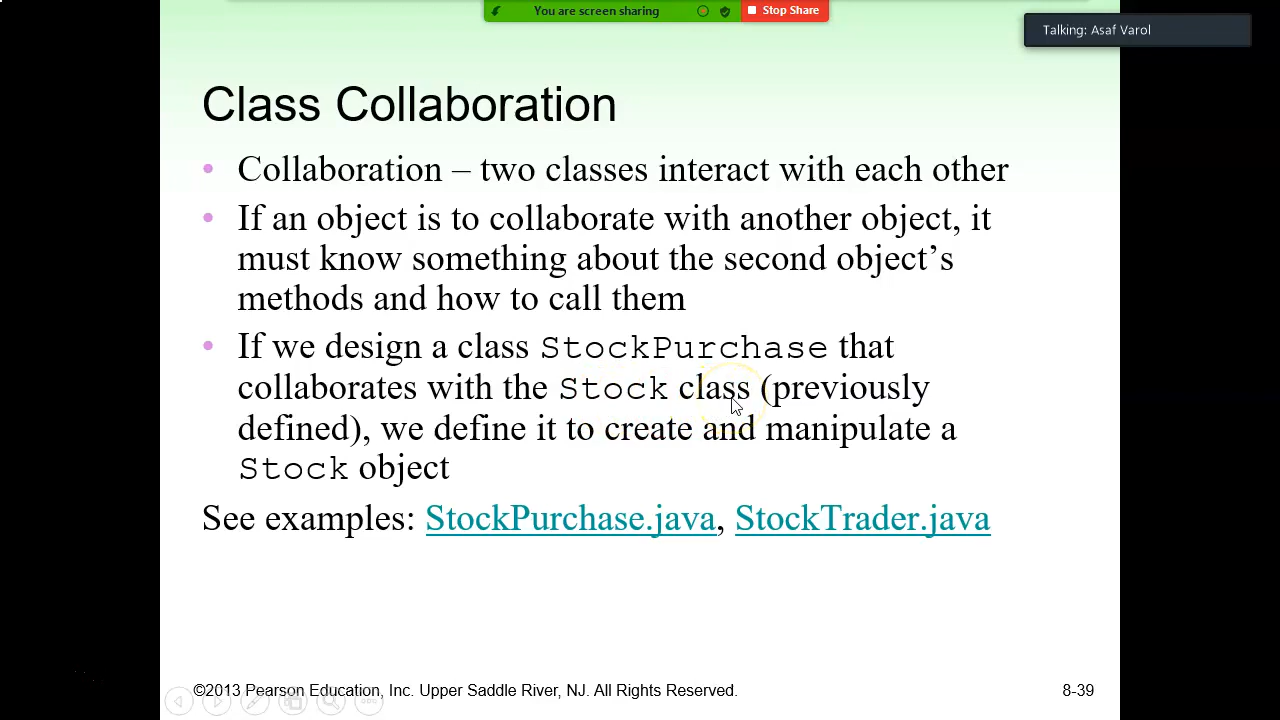 You are screen sharing
Stop Share
Talking: Asaf Varol
Class Collaboration
• Collaboration – two classes interact with each other
• If an object is to collaborate with another object, it
must know something about the second object’s
methods and how to call them
• If we design a class StockPurchase that
collaborates with the Stock class (previously
defined), we define it to create and manipulate a
Stock object
See examples: StockPurchase.java, StockTrader.java
©2013 Pearson Education, Inc. Upper Saddle River, NJ. All Rights Reserved.
8-39